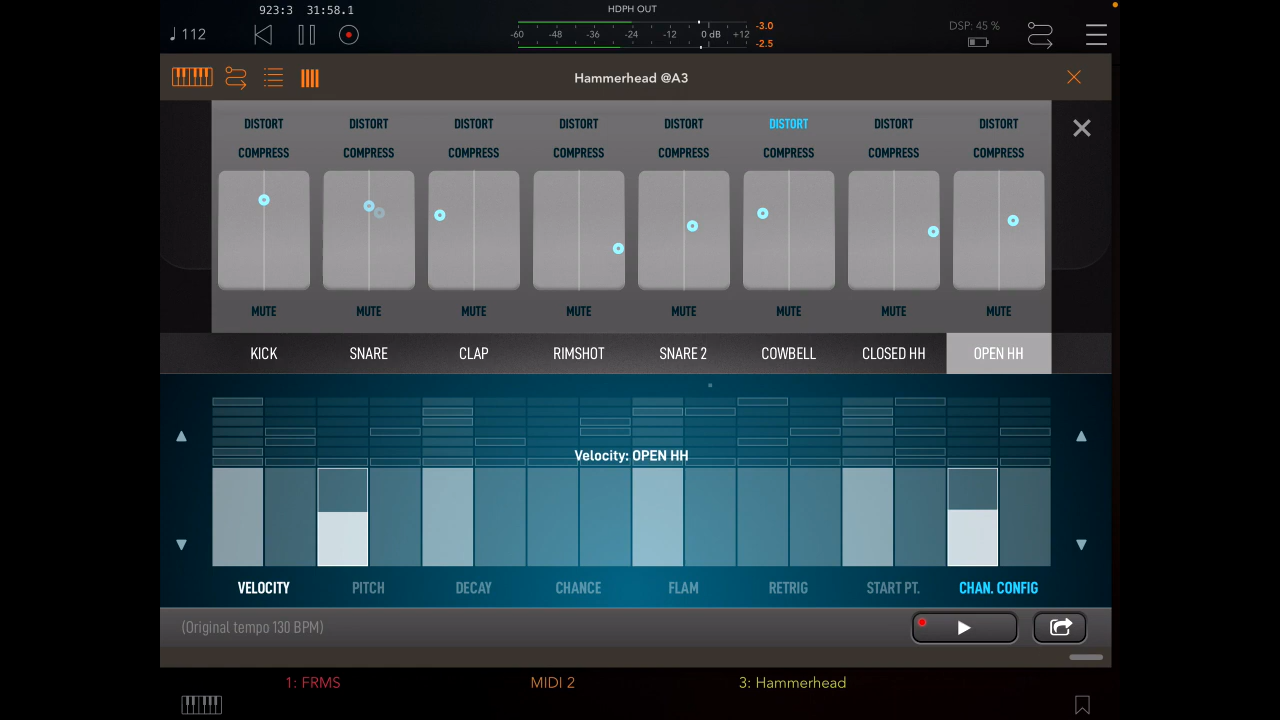 923:3 31:58.1 HDPH OUT
♩112 -60 -48 -36 -24 -12 0 dB +12 -3.0 -2.5 DSP: 45 %
Hammerhead @A3
DISTORT DISTORT DISTORT DISTORT DISTORT DISTORT DISTORT DISTORT
COMPRESS COMPRESS COMPRESS COMPRESS COMPRESS COMPRESS COMPRESS COMPRESS
MUTE MUTE MUTE MUTE MUTE MUTE MUTE MUTE
KICK SNARE CLAP RIMSHOT SNARE 2 COWBELL CLOSED HH OPEN HH
Velocity: OPEN HH
VELOCITY PITCH DECAY CHANCE FLAM RETRIG START PT. CHAN. CONFIG
(Original tempo 130 BPM)
1: FRMS MIDI 2 3: Hammerhead